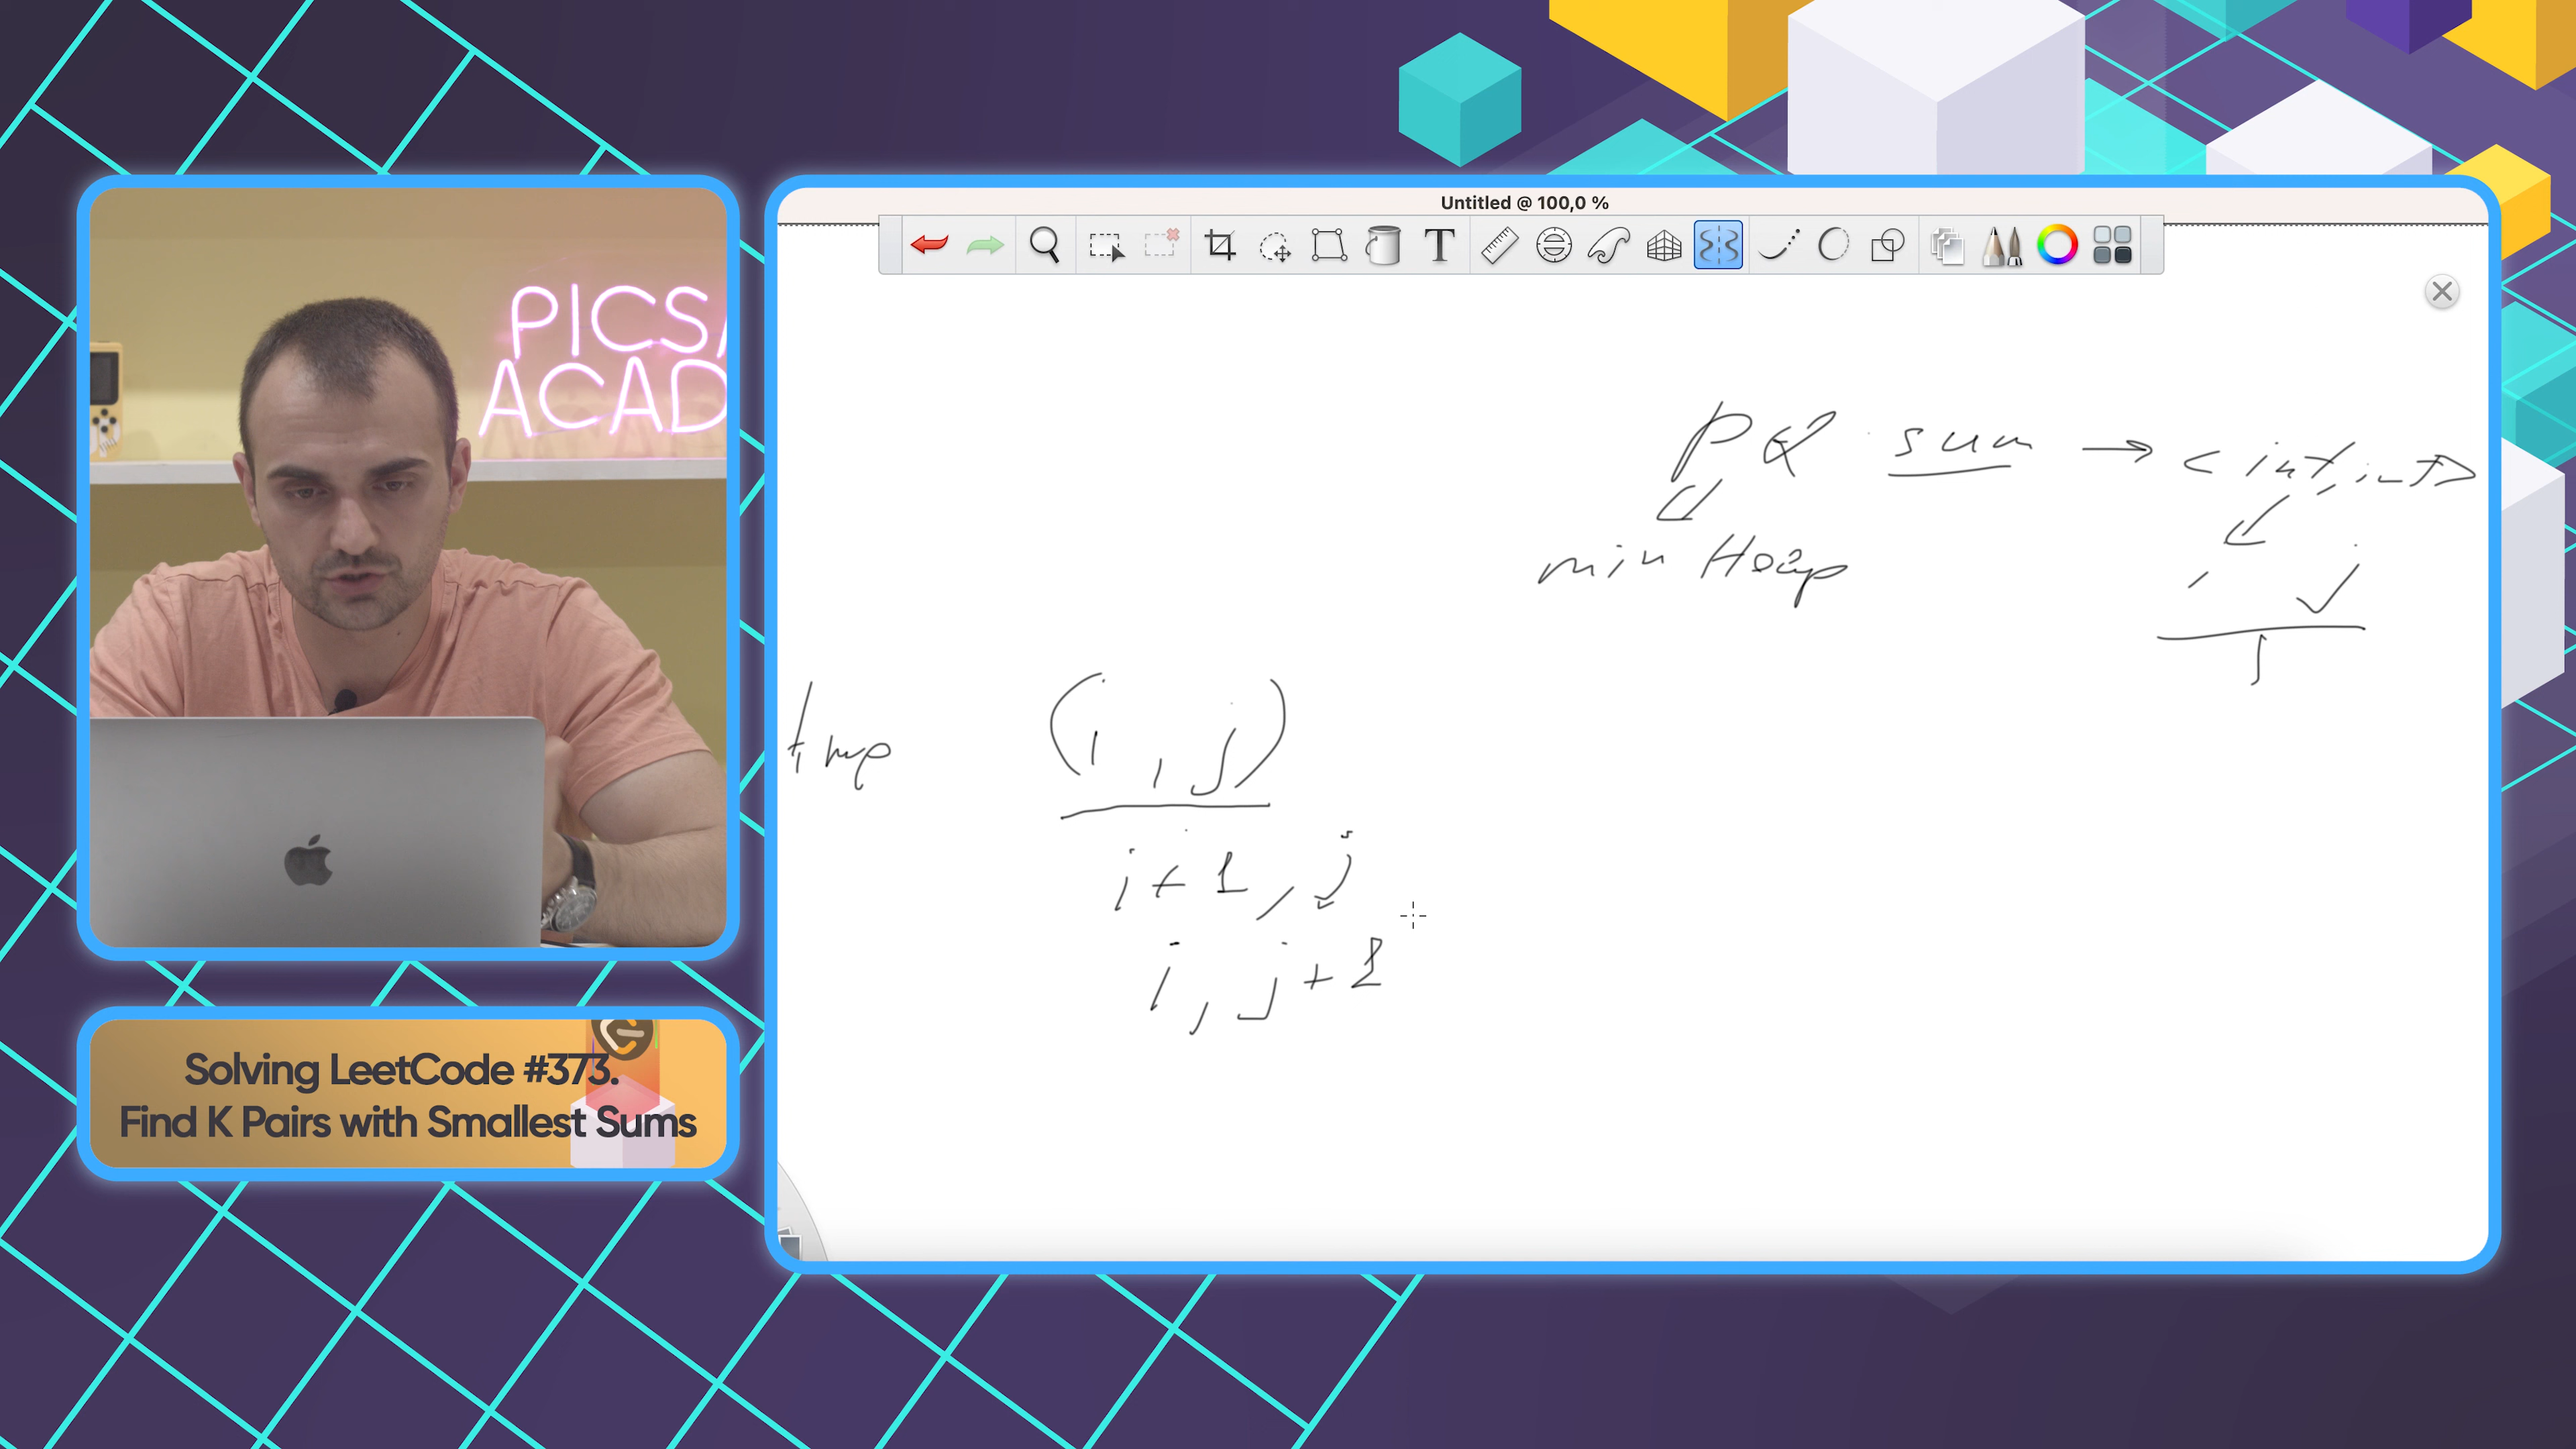 PICSA
ACAD
Solving LeetCode #373.
Find K Pairs with Smallest Sums
Untitled @ 100,0 %
T
PQ sum → <int, int>
min Heap
i j
tmp (i, j)
i+1, j
i, j+1